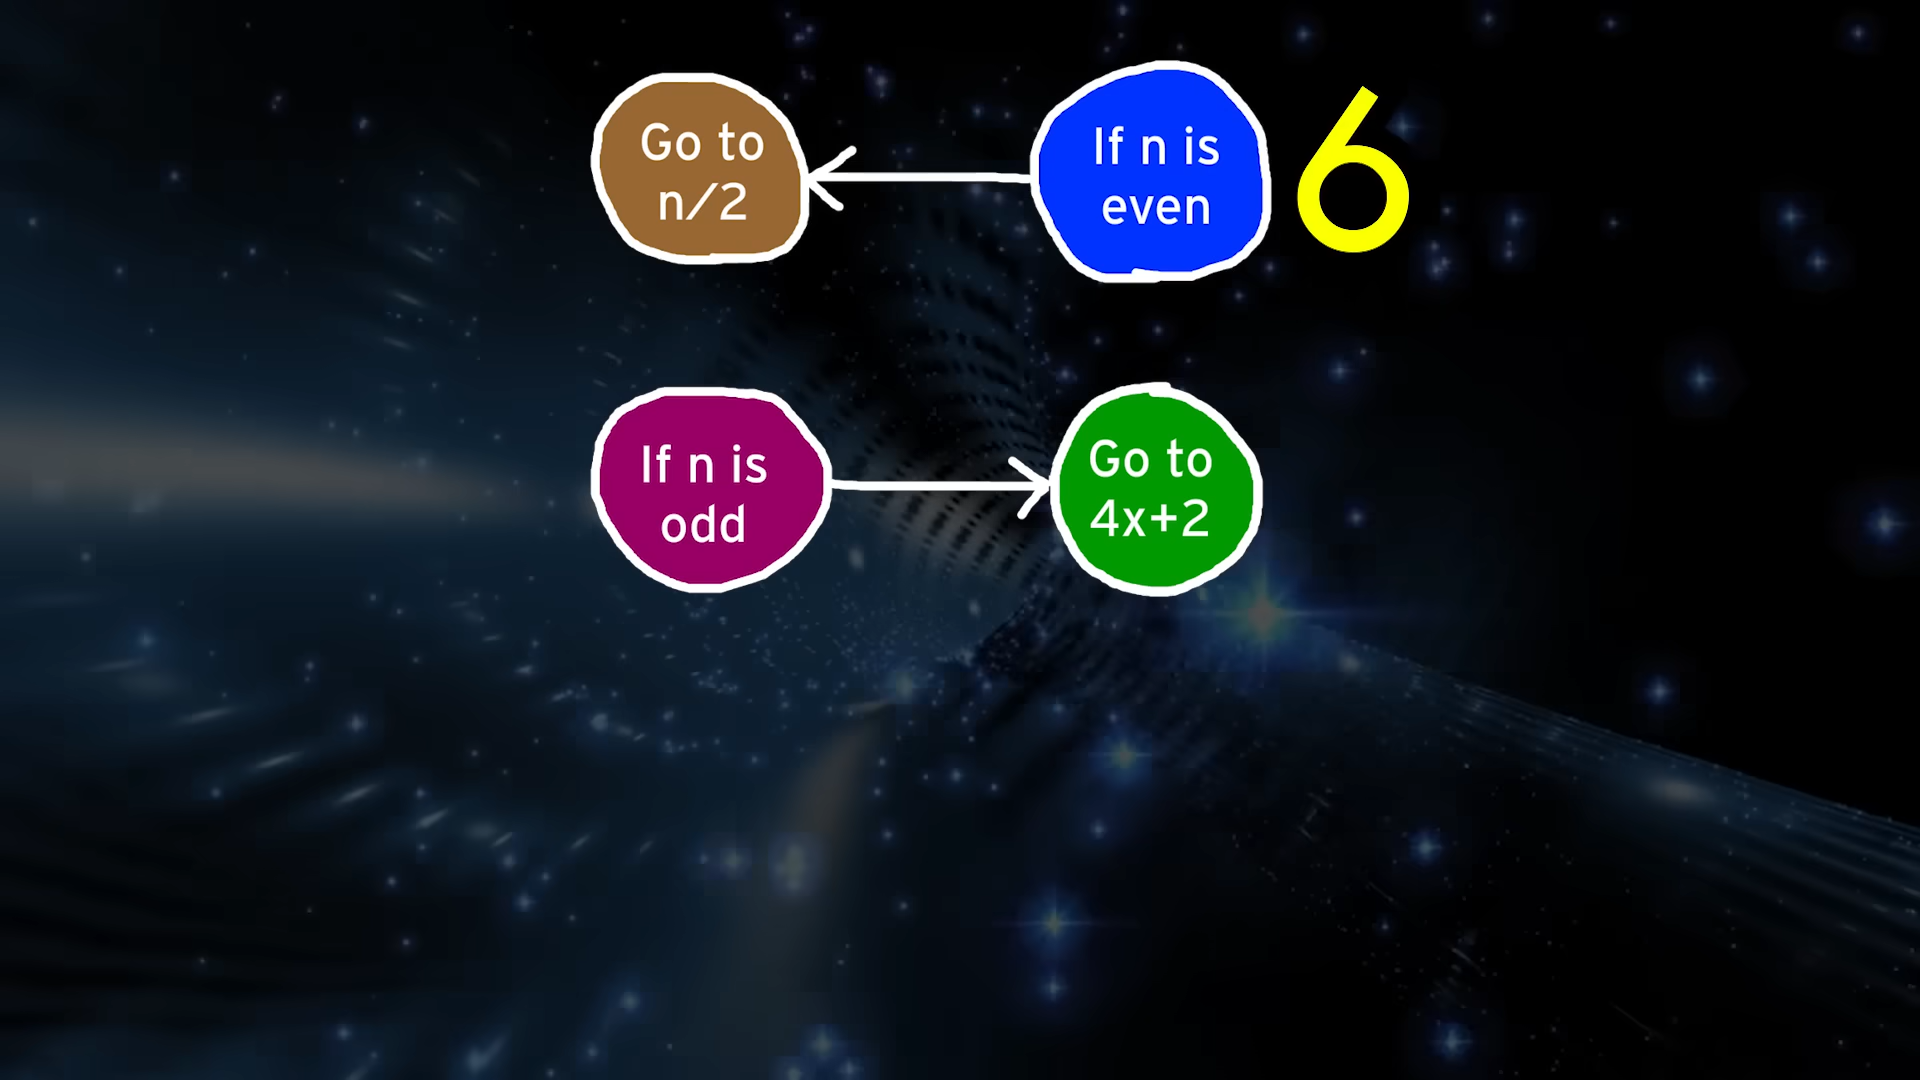 Go to
n/2
If n is
even
6
If n is
odd
Go to
4x+2